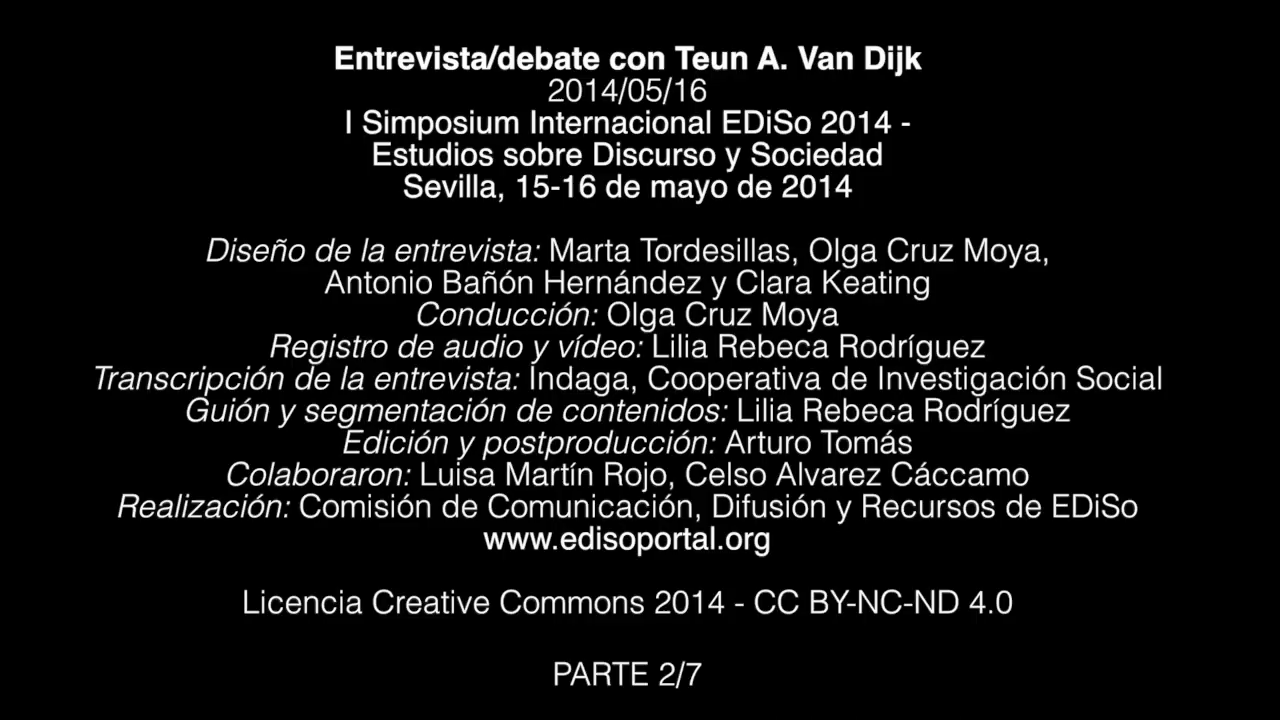 Entrevista/debate con Teun A. Van Dijk
2014/05/16
I Simposium Internacional EDiSo 2014 -
Estudios sobre Discurso y Sociedad
Sevilla, 15-16 de mayo de 2014
Diseño de la entrevista: Marta Tordesillas, Olga Cruz Moya,
Antonio Bañón Hernández y Clara Keating
Conducción: Olga Cruz Moya
Registro de audio y vídeo: Lilia Rebeca Rodríguez
Transcripción de la entrevista: Indaga, Cooperativa de Investigación Social
Guión y segmentación de contenidos: Lilia Rebeca Rodríguez
Edición y postproducción: Arturo Tomás
Colaboraron: Luisa Martín Rojo, Celso Alvarez Cáccamo
Realización: Comisión de Comunicación, Difusión y Recursos de EDiSo
www.edisoportal.org
Licencia Creative Commons 2014 - CC BY-NC-ND 4.0
PARTE 2/7